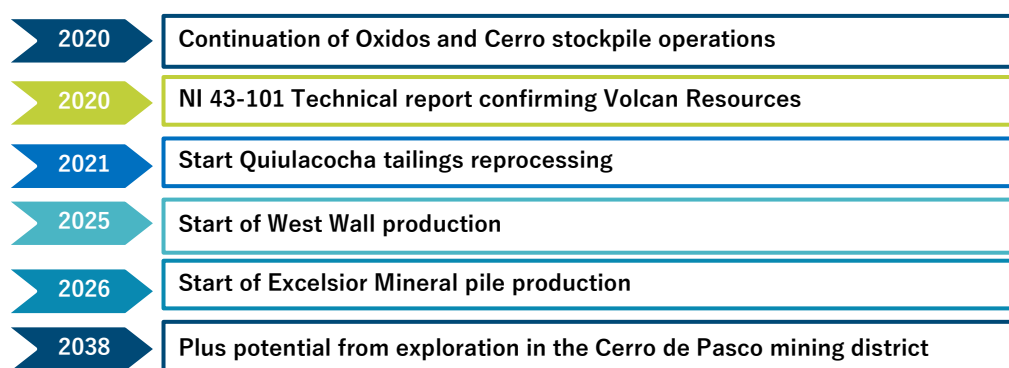 2020 Continuation of Oxidos and Cerro stockpile operations
2020 NI 43-101 Technical report confirming Volcan Resources
2021 Start Quiulacocha tailings reprocessing
2025 Start of West Wall production
2026 Start of Excelsior Mineral pile production
2038 Plus potential from exploration in the Cerro de Pasco mining district